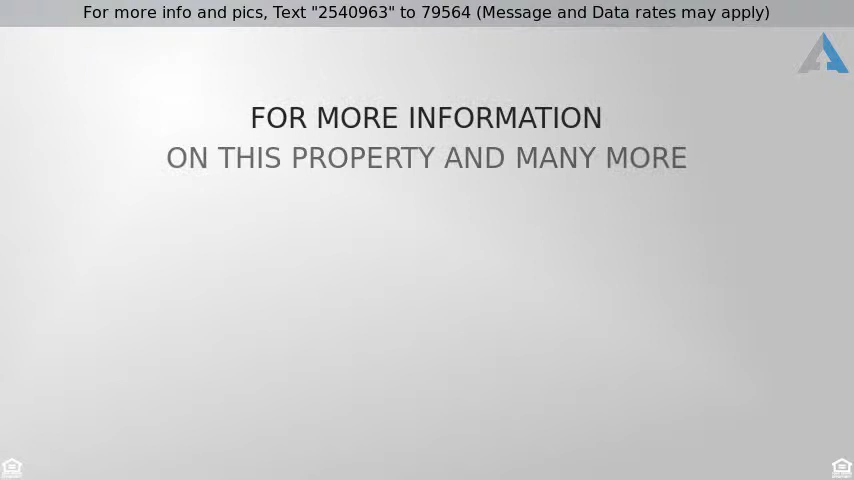 For more info and pics, Text "2540963" to 79564 (Message and Data rates may apply)
FOR MORE INFORMATION
ON THIS PROPERTY AND MANY MORE